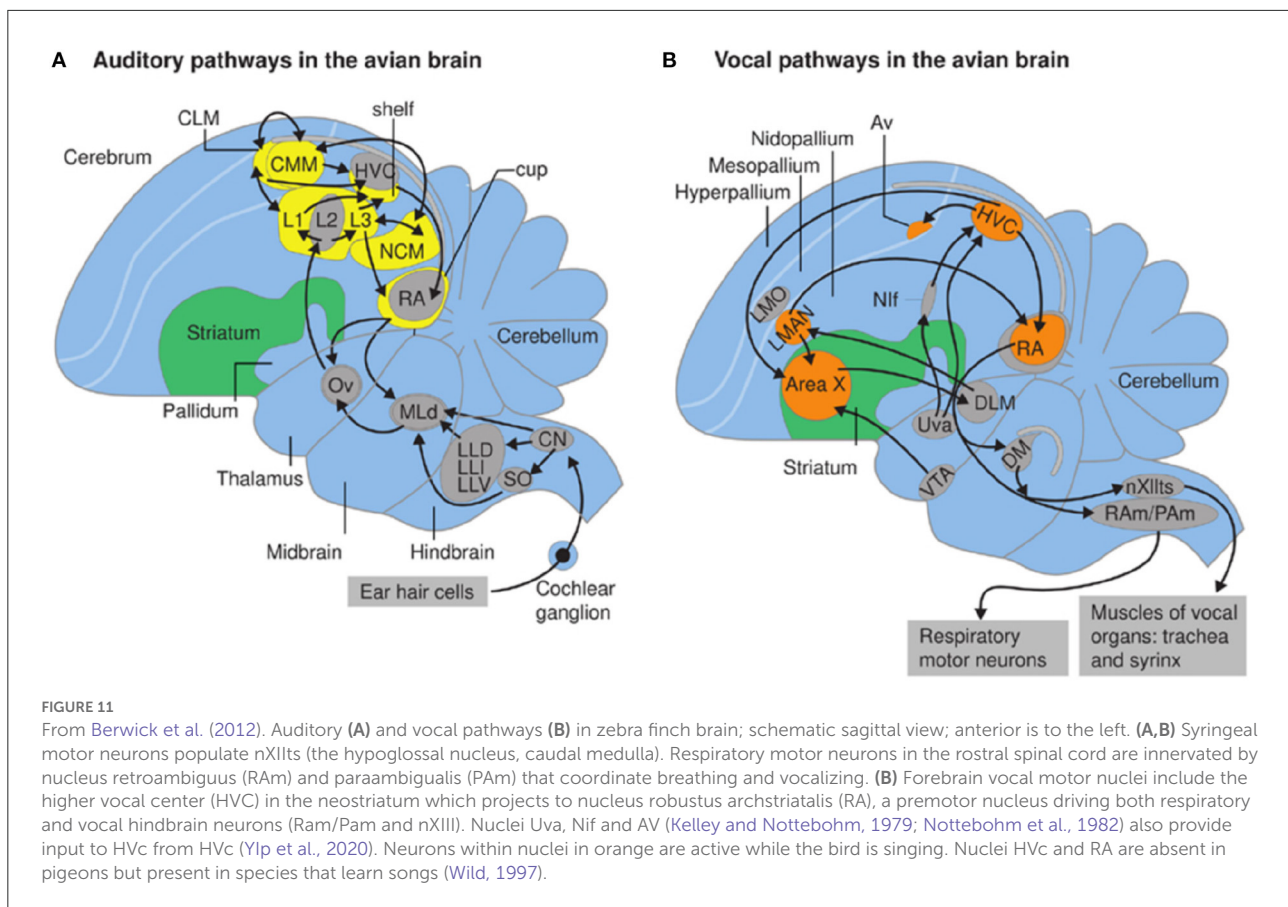 A Auditory pathways in the avian brain
CLM
shelf
Cerebrum
CMM
HVC
cup
L1
L2
L3
NCM
RA
Striatum
Cerebellum
Ov
Pallidum
MLd
CN
LLD
LLI
LLV
SO
Thalamus
Midbrain
Hindbrain
Ear hair cells
Cochlear
ganglion
B Vocal pathways in the avian brain
Av
Nidopallium
Mesopallium
Hyperpallium
HVC
LMO
NIf
LMAN
RA
Area X
Cerebellum
DLM
Uva
Striatum
DM
VTA
nXIIts
RAm/PAm
Respiratory
motor neurons
Muscles of vocal
organs: trachea
and syrinx
FIGURE 11
From Berwick et al. (2012). Auditory (A) and vocal pathways (B) in zebra finch brain; schematic sagittal view; anterior is to the left. (A,B) Syringeal
motor neurons populate nXIIts (the hypoglossal nucleus, caudal medulla). Respiratory motor neurons in the rostral spinal cord are innervated by
nucleus retroambiguus (RAm) and paraambigualis (PAm) that coordinate breathing and vocalizing. (B) Forebrain vocal motor nuclei include the
higher vocal center (HVC) in the neostriatum which projects to nucleus robustus archstriatalis (RA), a premotor nucleus driving both respiratory
and vocal hindbrain neurons (Ram/Pam and nXIII). Nuclei Uva, Nif and AV (Kelley and Nottebohm, 1979; Nottebohm et al., 1982) also provide
input to HVc from HVc (YIp et al., 2020). Neurons within nuclei in orange are active while the bird is singing. Nuclei HVc and RA are absent in
pigeons but present in species that learn songs (Wild, 1997).